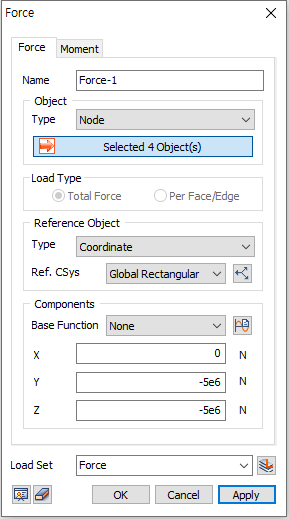 Force
Force Moment
Name Force-1
Object
Type Node
Selected 4 Object(s)
Load Type
Total Force Per Face/Edge
Reference Object
Type Coordinate
Ref. CSys Global Rectangular
Components
Base Function None
X 0 N
Y -5e6 N
Z -5e6 N
Load Set Force
OK Cancel Apply